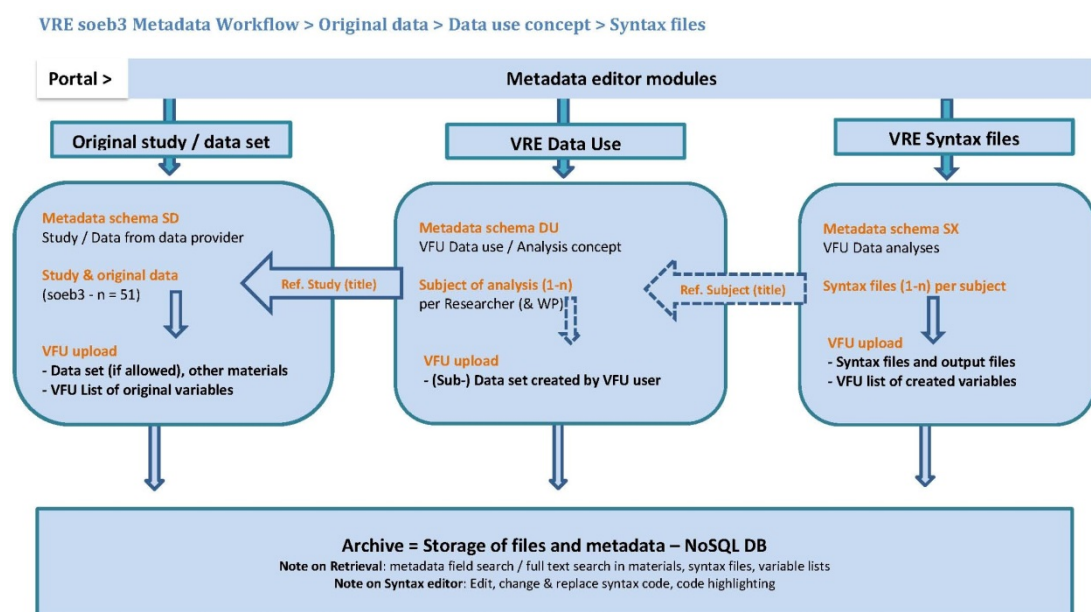 VRE soeb3 Metadata Workflow > Original data > Data use concept > Syntax files
Portal >
Metadata editor modules
Original study / data set
VRE Data Use
VRE Syntax files
Metadata schema SD
Study / Data from data provider
Study & original data
(soeb3 - n = 51)
VFU upload
- Data set (if allowed), other materials
- VFU List of original variables
Ref. Study (title)
Metadata schema DU
VFU Data use / Analysis concept
Subject of analysis (1-n)
per Researcher (& WP)
VFU upload
- (Sub-) Data set created by VFU user
Ref. Subject (title)
Metadata schema SX
VFU Data analyses
Syntax files (1-n) per subject
VFU upload
- Syntax files and output files
- VFU list of created variables
Archive = Storage of files and metadata – NoSQL DB
Note on Retrieval: metadata field search / full text search in materials, syntax files, variable lists
Note on Syntax editor: Edit, change & replace syntax code, code highlighting